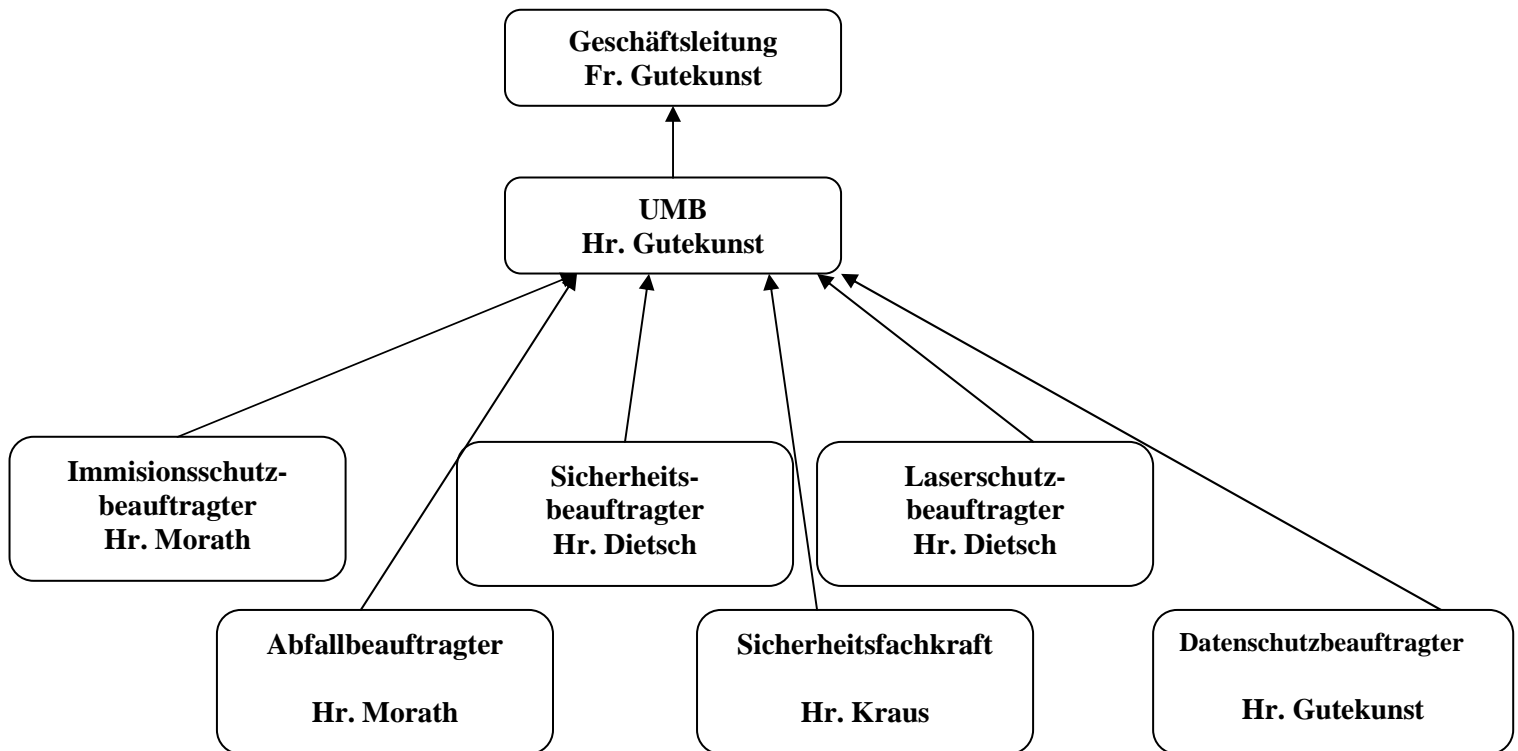 Geschäftsleitung
Fr. Gutekunst
UMB
Hr. Gutekunst
Immisionsschutz-
beauftragter
Hr. Morath
Sicherheits-
beauftragter
Hr. Dietsch
Laserschutz-
beauftragter
Hr. Dietsch
Abfallbeauftragter
Hr. Morath
Sicherheitsfachkraft
Hr. Kraus
Datenschutzbeauftragter
Hr. Gutekunst